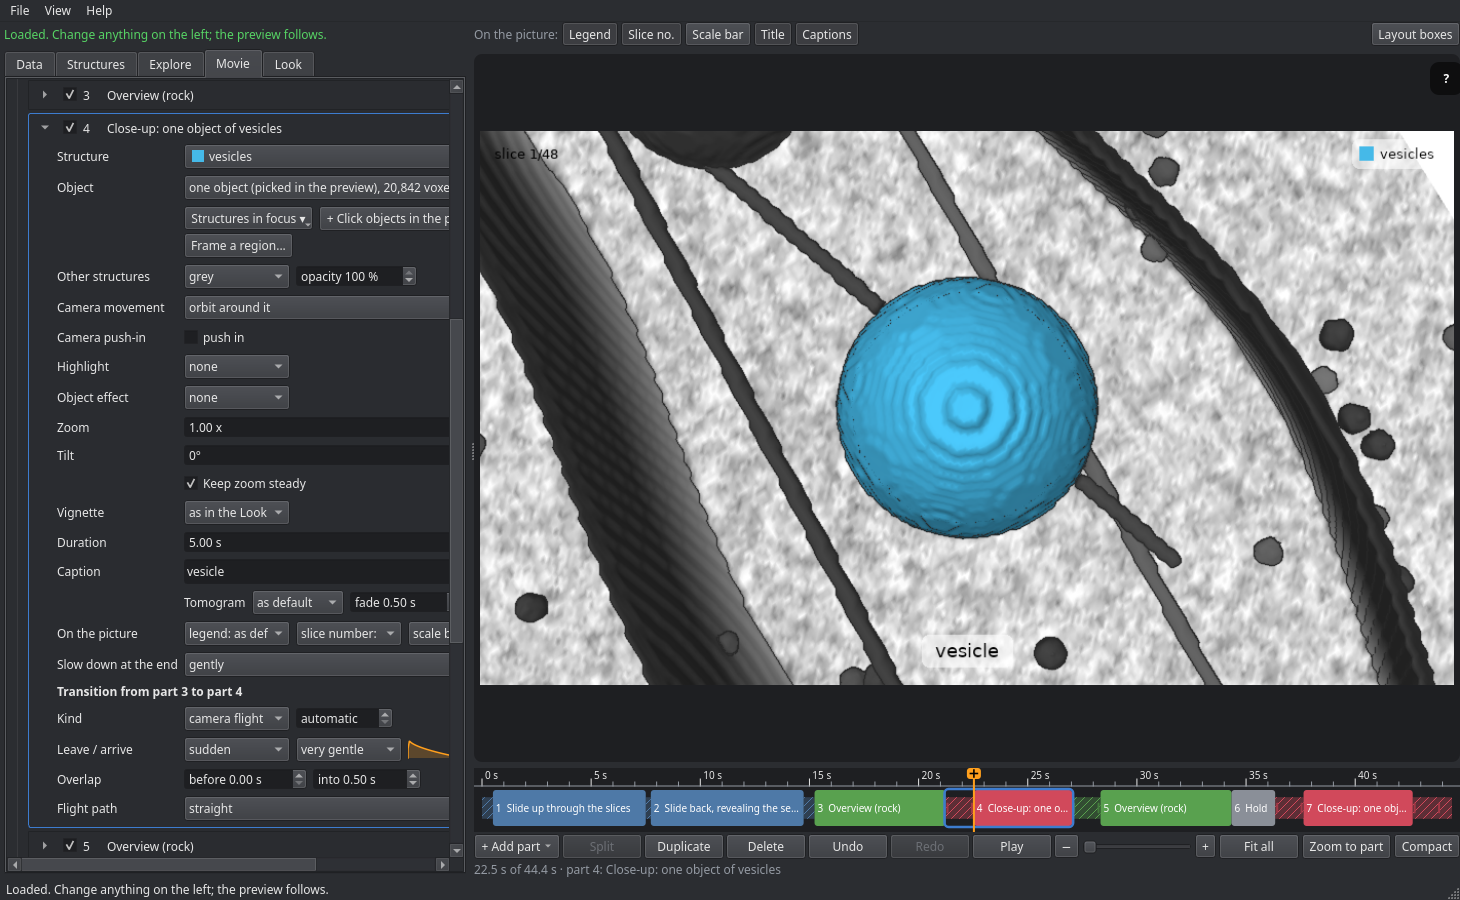 File View Help
Loaded. Change anything on the left; the preview follows.
On the picture: Legend Slice no. Scale bar Title Captions Layout boxes
Data Structures Explore Movie Look
?
3 Overview (rock)
4 Close-up: one object of vesicles
Structure vesicles
Object one object (picked in the preview), 20,842 voxe
Structures in focus + Click objects in the p
Frame a region...
Other structures grey opacity 100 %
Camera movement orbit around it
Camera push-in push in
Highlight none
Object effect none
Zoom 1.00 x
Tilt 0°
Keep zoom steady
Vignette as in the Look
Duration 5.00 s
Caption vesicle
Tomogram as default fade 0.50 s
On the picture legend: as def slice number: scale b
Slow down at the end gently
Transition from part 3 to part 4
Kind camera flight automatic
Leave / arrive sudden very gentle
Overlap before 0.00 s into 0.50 s
Flight path straight
5 Overview (rock)
slice 1/48
vesicles
vesicle
0 s 5 s 10 s 15 s 20 s 25 s 30 s 35 s 40 s
1 Slide up through the slices 2 Slide back, revealing the se... 3 Overview (rock) 4 Close-up: one o... 5 Overview (rock) 6 Hold 7 Close-up: one obj...
+ Add part Split Duplicate Delete Undo Redo Play − + Fit all Zoom to part Compact
22.5 s of 44.4 s · part 4: Close-up: one object of vesicles
Loaded. Change anything on the left; the preview follows.